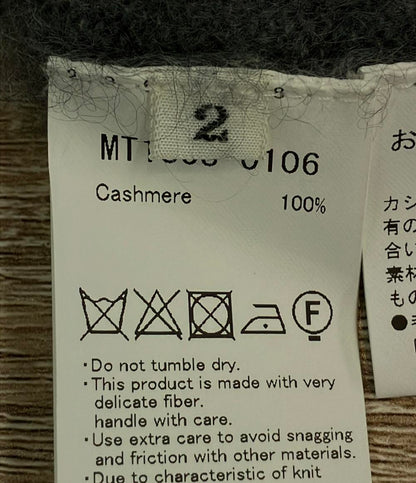 2
Cashmere 100%
F
・Do not tumble dry.
・This product is made with very
delicate fiber.
handle with care.
・Use extra care to avoid snagging
and friction with other materials.
・Due to characteristic of knit
お
カシ
有の
合い
素材
もの